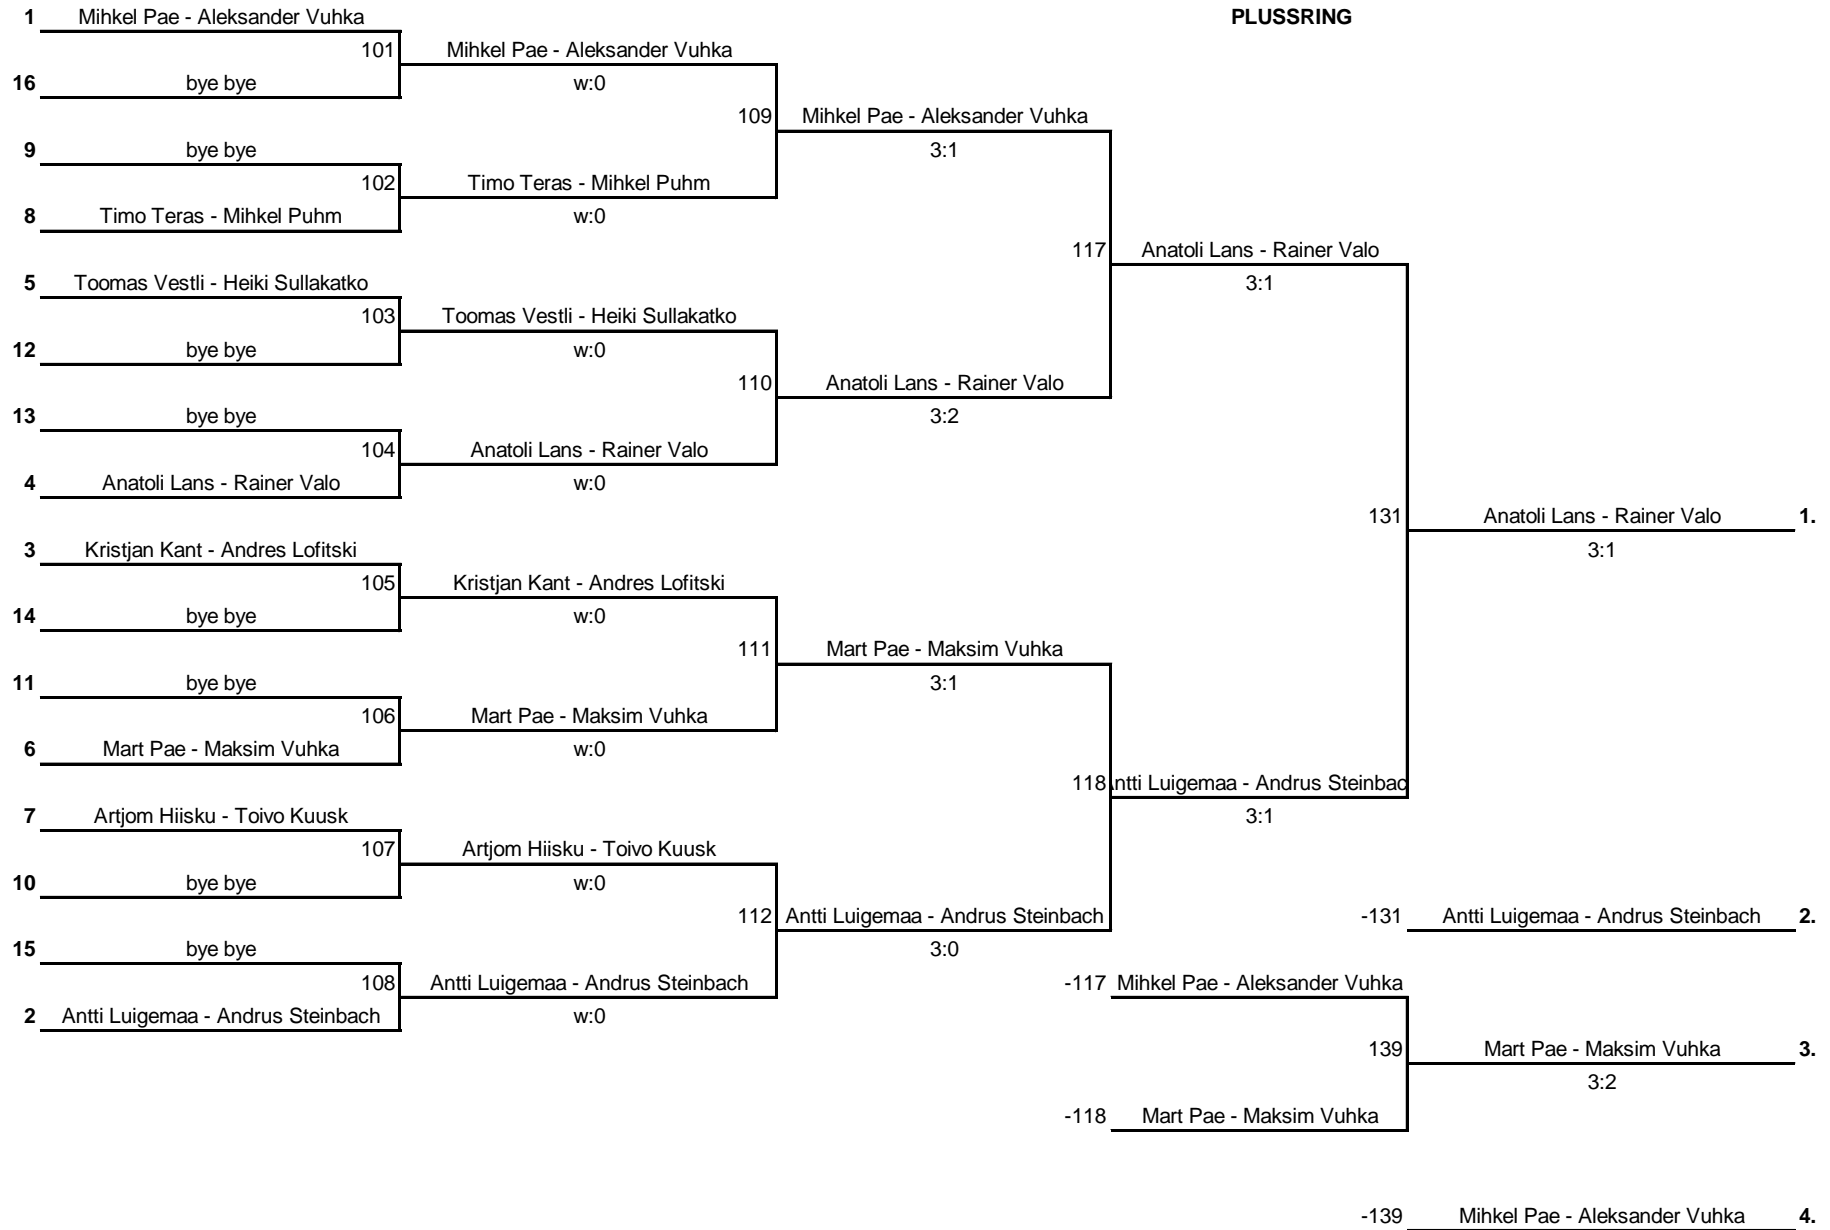 1 Mihkel Pae - Aleksander Vuhka PLUSSRING
101 Mihkel Pae - Aleksander Vuhka
16 bye bye w:0
109 Mihkel Pae - Aleksander Vuhka
9 bye bye 3:1
102 Timo Teras - Mihkel Puhm
8 Timo Teras - Mihkel Puhm w:0
117 Anatoli Lans - Rainer Valo
5 Toomas Vestli - Heiki Sullakatko 3:1
103 Toomas Vestli - Heiki Sullakatko
12 bye bye w:0
110 Anatoli Lans - Rainer Valo
13 bye bye 3:2
104 Anatoli Lans - Rainer Valo
4 Anatoli Lans - Rainer Valo w:0
131 Anatoli Lans - Rainer Valo 1.
3 Kristjan Kant - Andres Lofitski 3:1
105 Kristjan Kant - Andres Lofitski
14 bye bye w:0
111 Mart Pae - Maksim Vuhka
11 bye bye 3:1
106 Mart Pae - Maksim Vuhka
6 Mart Pae - Maksim Vuhka w:0
118 ntti Luigemaa - Andrus Steinbac
7 Artjom Hiisku - Toivo Kuusk 3:1
107 Artjom Hiisku - Toivo Kuusk
10 bye bye w:0
112 Antti Luigemaa - Andrus Steinbach -131 Antti Luigemaa - Andrus Steinbach 2.
15 bye bye 3:0
108 Antti Luigemaa - Andrus Steinbach -117 Mihkel Pae - Aleksander Vuhka
2 Antti Luigemaa - Andrus Steinbach w:0
139 Mart Pae - Maksim Vuhka 3.
3:2
-118 Mart Pae - Maksim Vuhka
-139 Mihkel Pae - Aleksander Vuhka 4.